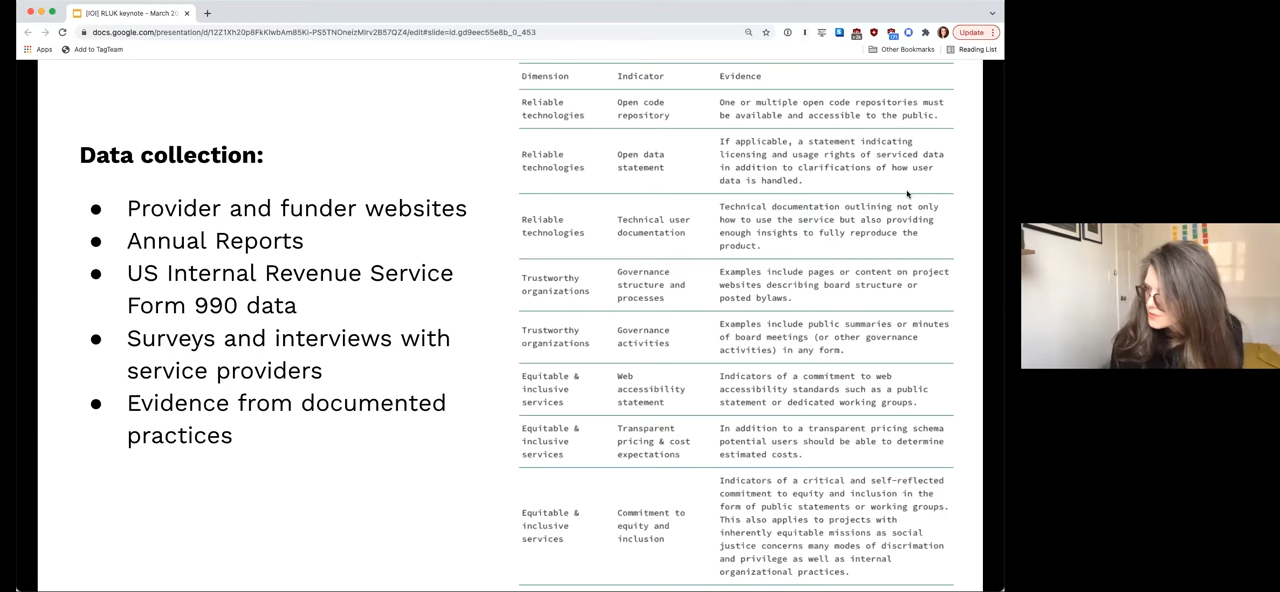 [IOI] RLUK keynote - March 20
docs.google.com/presentation/d/12Z1Xh20p8FkKlwbAm85Ki-PS5TNOneizMIrv2B57QZ4/edit#slide=id.gd9eec55e8b_0_453
Update
Apps
Add to TagTeam
Other Bookmarks
Reading List
Data collection:
● Provider and funder websites
● Annual Reports
● US Internal Revenue Service
Form 990 data
● Surveys and interviews with
service providers
● Evidence from documented
practices
Dimension Indicator Evidence
Reliable technologies
Open code repository
One or multiple open code repositories must
be available and accessible to the public.
Reliable technologies
Open data statement
If applicable, a statement indicating
licensing and usage rights of serviced data
in addition to clarifications of how user
data is handled.
Reliable technologies
Technical user documentation
Technical documentation outlining not only
how to use the service but also providing
enough insights to fully reproduce the
product.
Trustworthy organizations
Governance structure and processes
Examples include pages or content on project
websites describing board structure or
posted bylaws.
Trustworthy organizations
Governance activities
Examples include public summaries or minutes
of board meetings (or other governance
activities) in any form.
Equitable & inclusive services
Web accessibility statement
Indicators of a commitment to web
accessibility standards such as a public
statement or dedicated working groups.
Equitable & inclusive services
Transparent pricing & cost expectations
In addition to a transparent pricing schema
potential users should be able to determine
estimated costs.
Equitable & inclusive services
Commitment to equity and inclusion
Indicators of a critical and self-reflected
commitment to equity and inclusion in the
form of public statements or working groups.
This also applies to projects with
inherently equitable missions as social
justice concerns many modes of discrimation
and privilege as well as internal
organizational practices.